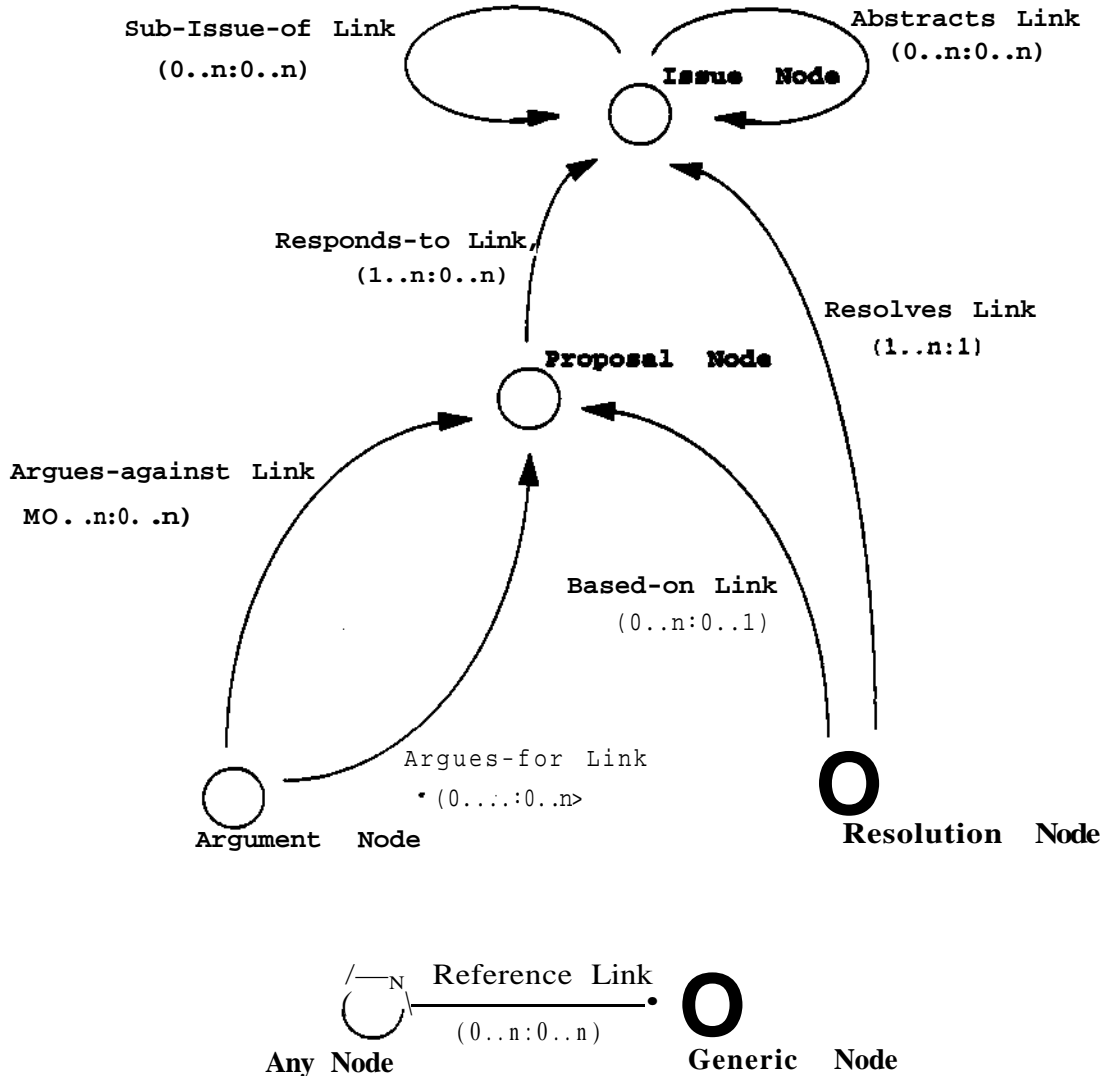 Sub-Issue-of Link
(0..n:0..n)
Abstracts Link
(0..n:0..n)
Issue Node
Responds-to Link,
(1..n:0..n)
Resolves Link
(1..n:1)
Proposal Node
Argues-against Link
MO. .n:0. .n)
Based-on Link
(0..n:0..1)
Argues-for Link
(0....:0..n>
Argument Node
Resolution Node
Reference Link
(0..n:0..n)
Any Node
Generic Node